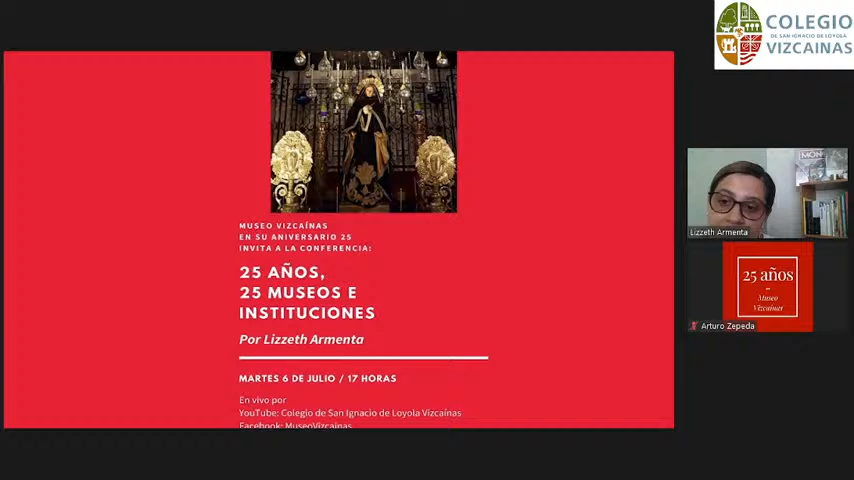 COLEGIO
DE SAN IGNACIO DE LOYOLA
VIZCAINAS
MUSEO VIZCAÍNAS
EN SU ANIVERSARIO 25
INVITA A LA CONFERENCIA:
25 AÑOS,
25 MUSEOS E
INSTITUCIONES
Por Lizzeth Armenta
MARTES 6 DE JULIO / 17 HORAS
En vivo por
YouTube: Colegio de San Ignacio de Loyola Vizcaínas
Facebook: MuseoVizcaínas
MÓN
Lizzeth Armenta
25 años
Museo
Vizcaínas
Arturo Zepeda